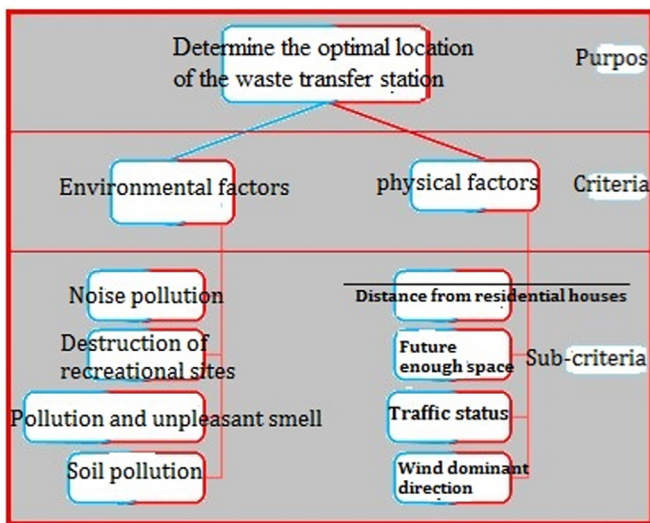 Determine the optimal location
of the waste transfer station
Purpos
Environmental factors
physical factors
Criteria
Noise pollution
Destruction of
recreational sites
Pollution and unpleasant smell
Soil pollution
Distance from residential houses
Future
enough space
Traffic status
Wind dominant
direction
Sub-criteria